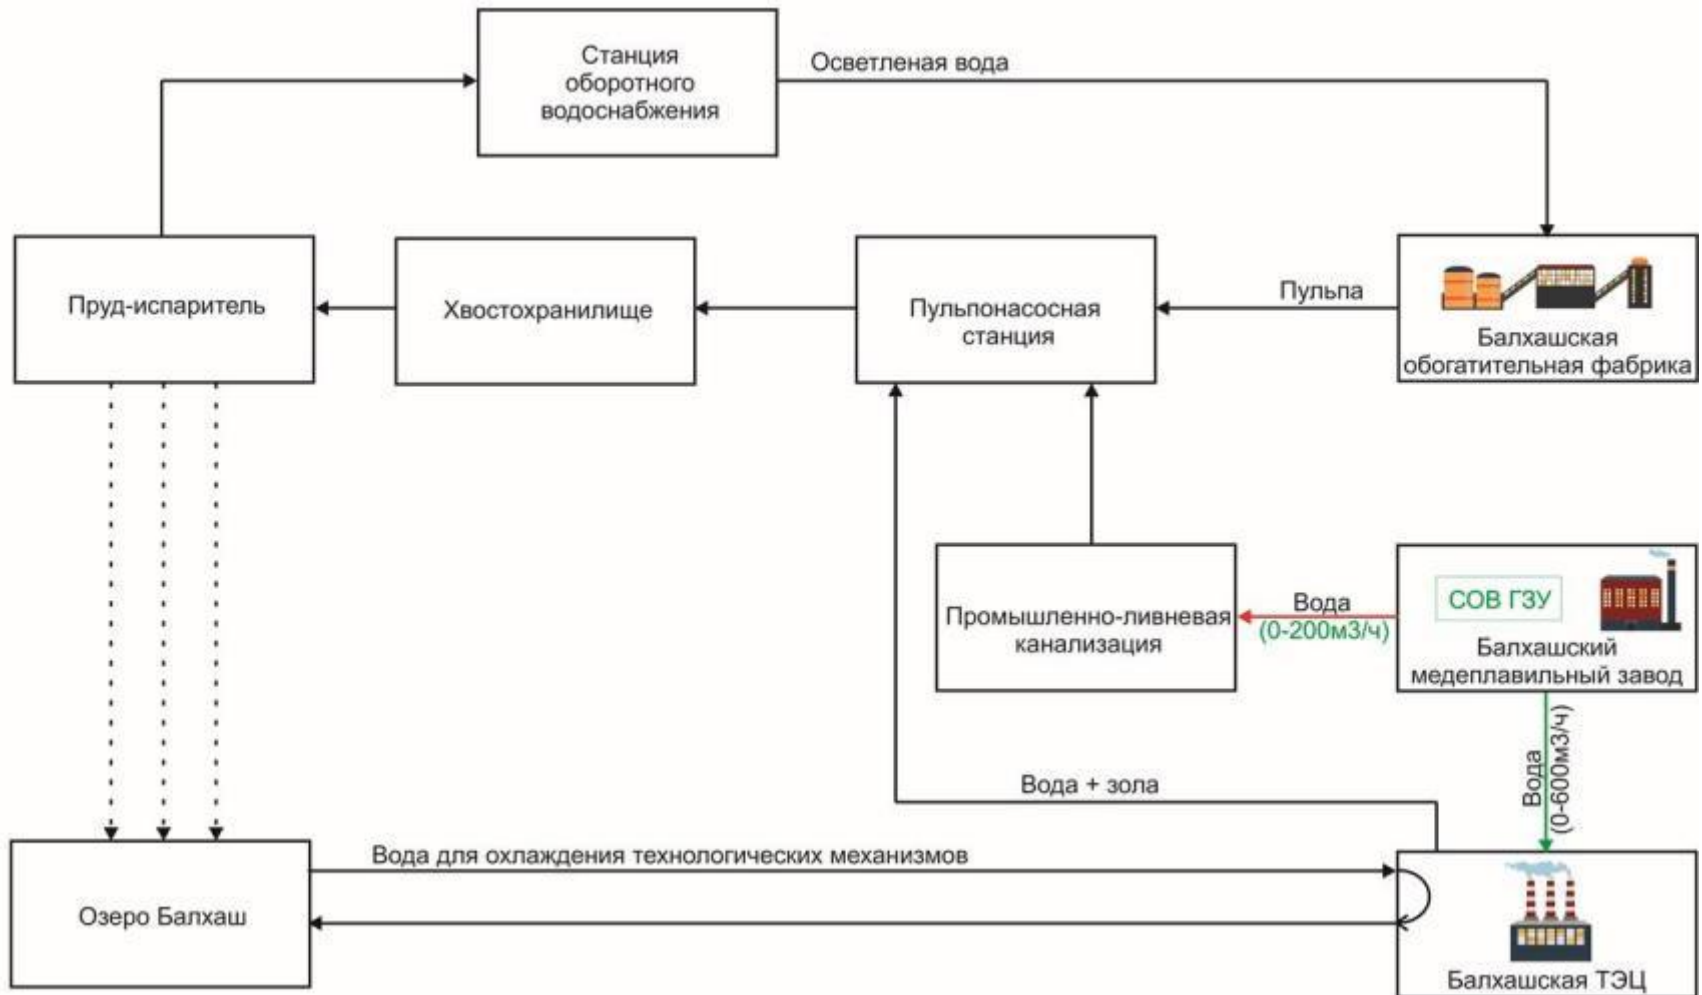 Станция
оборотного
водоснабжения
Осветленая вода
Пруд-испаритель
Хвостохранилище
Пульпонасосная
станция
Пульпа
Балхашская
обогатительная фабрика
Промышленно-ливневая
канализация
Вода
(0-200м3/ч)
СОВ ГЗУ
Балхашский
медеплавильный завод
Вода
(0-600м3/ч)
Вода + зола
Вода для охлаждения технологических механизмов
Озеро Балхаш
Балхашская ТЭЦ